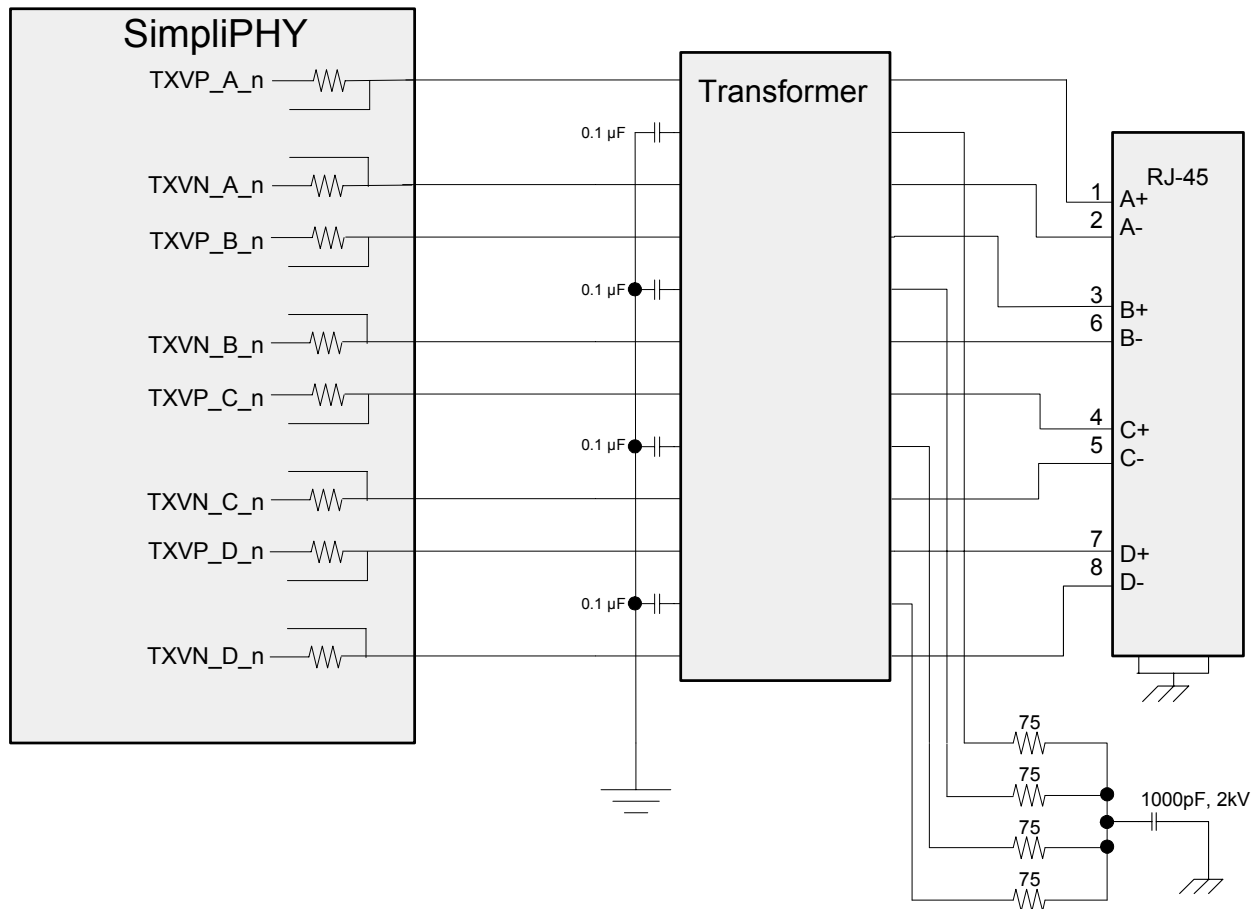 SimpliPHY
TXVP_A_n
TXVN_A_n
TXVP_B_n
TXVN_B_n
TXVP_C_n
TXVN_C_n
TXVP_D_n
TXVN_D_n
0.1 µF
0.1 µF
0.1 µF
0.1 µF
Transformer
RJ-45
1 A+
2 A-
3 B+
6 B-
4 C+
5 C-
7 D+
8 D-
75
75
75
75
1000pF, 2kV